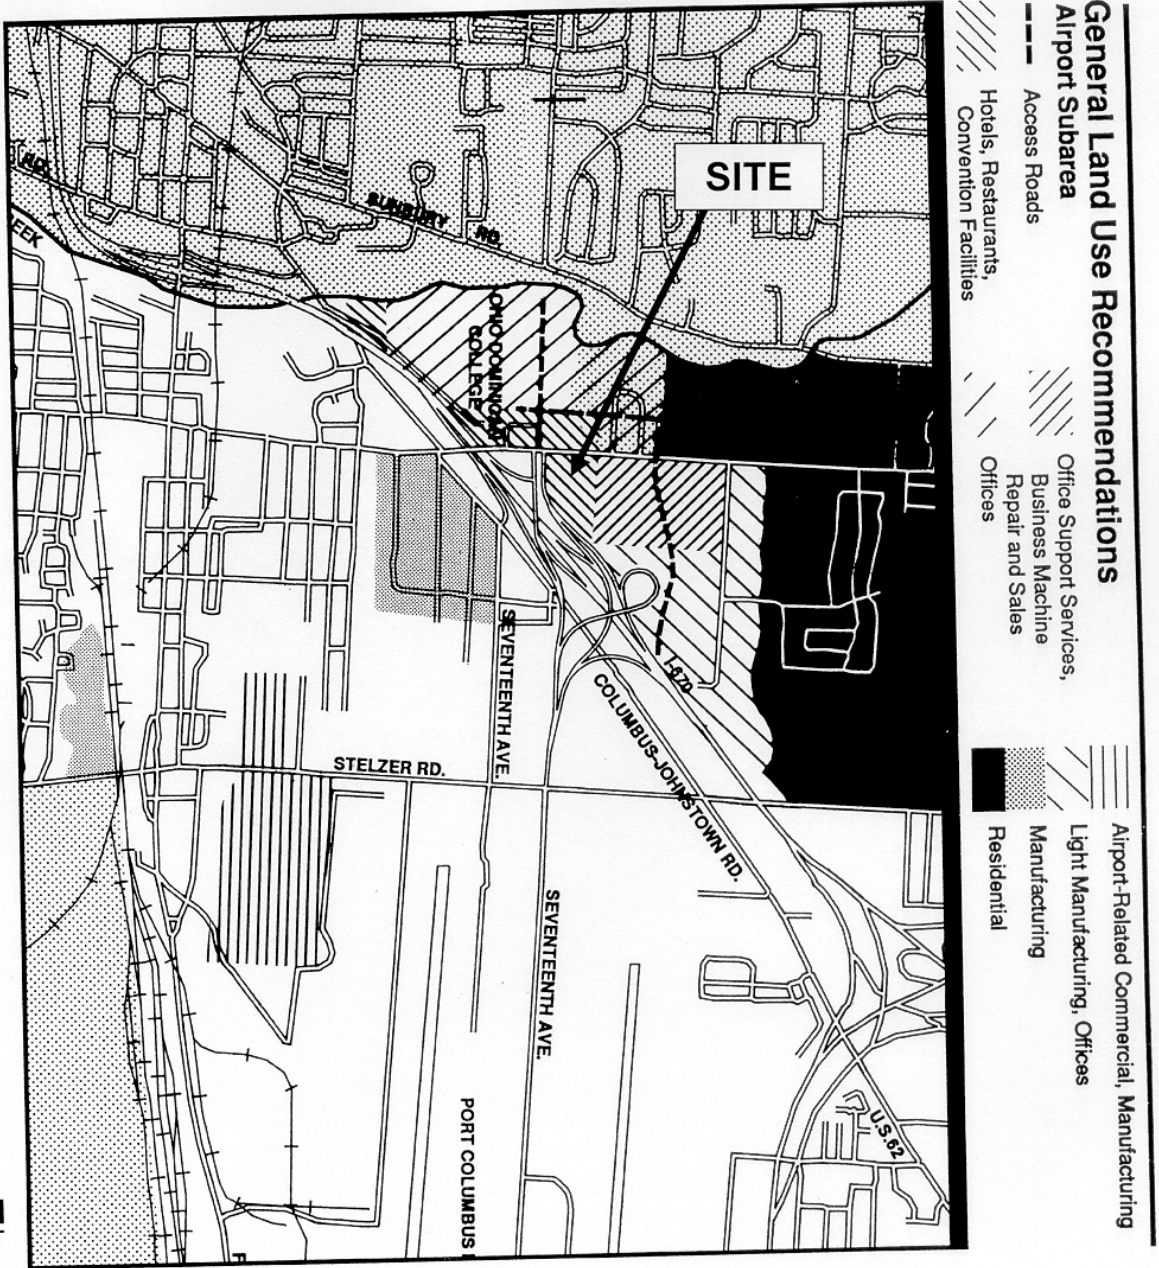 General Land Use Recommendations
Airport Subarea
Access Roads
Hotels, Restaurants,
Convention Facilities
Office Support Services,
Business Machine
Repair and Sales
Offices
Airport-Related Commercial, Manufacturing
Light Manufacturing, Offices
Manufacturing
Residential
SITE
SUNBURY RD.
RD.
EEK
OHIO DOMINICAN
COLLEGE
I-670
COLUMBUS-JOHNSTOWN RD.
SEVENTEENTH AVE.
STELZER RD.
SEVENTEENTH AVE.
U.S.62
PORT COLUMBUS